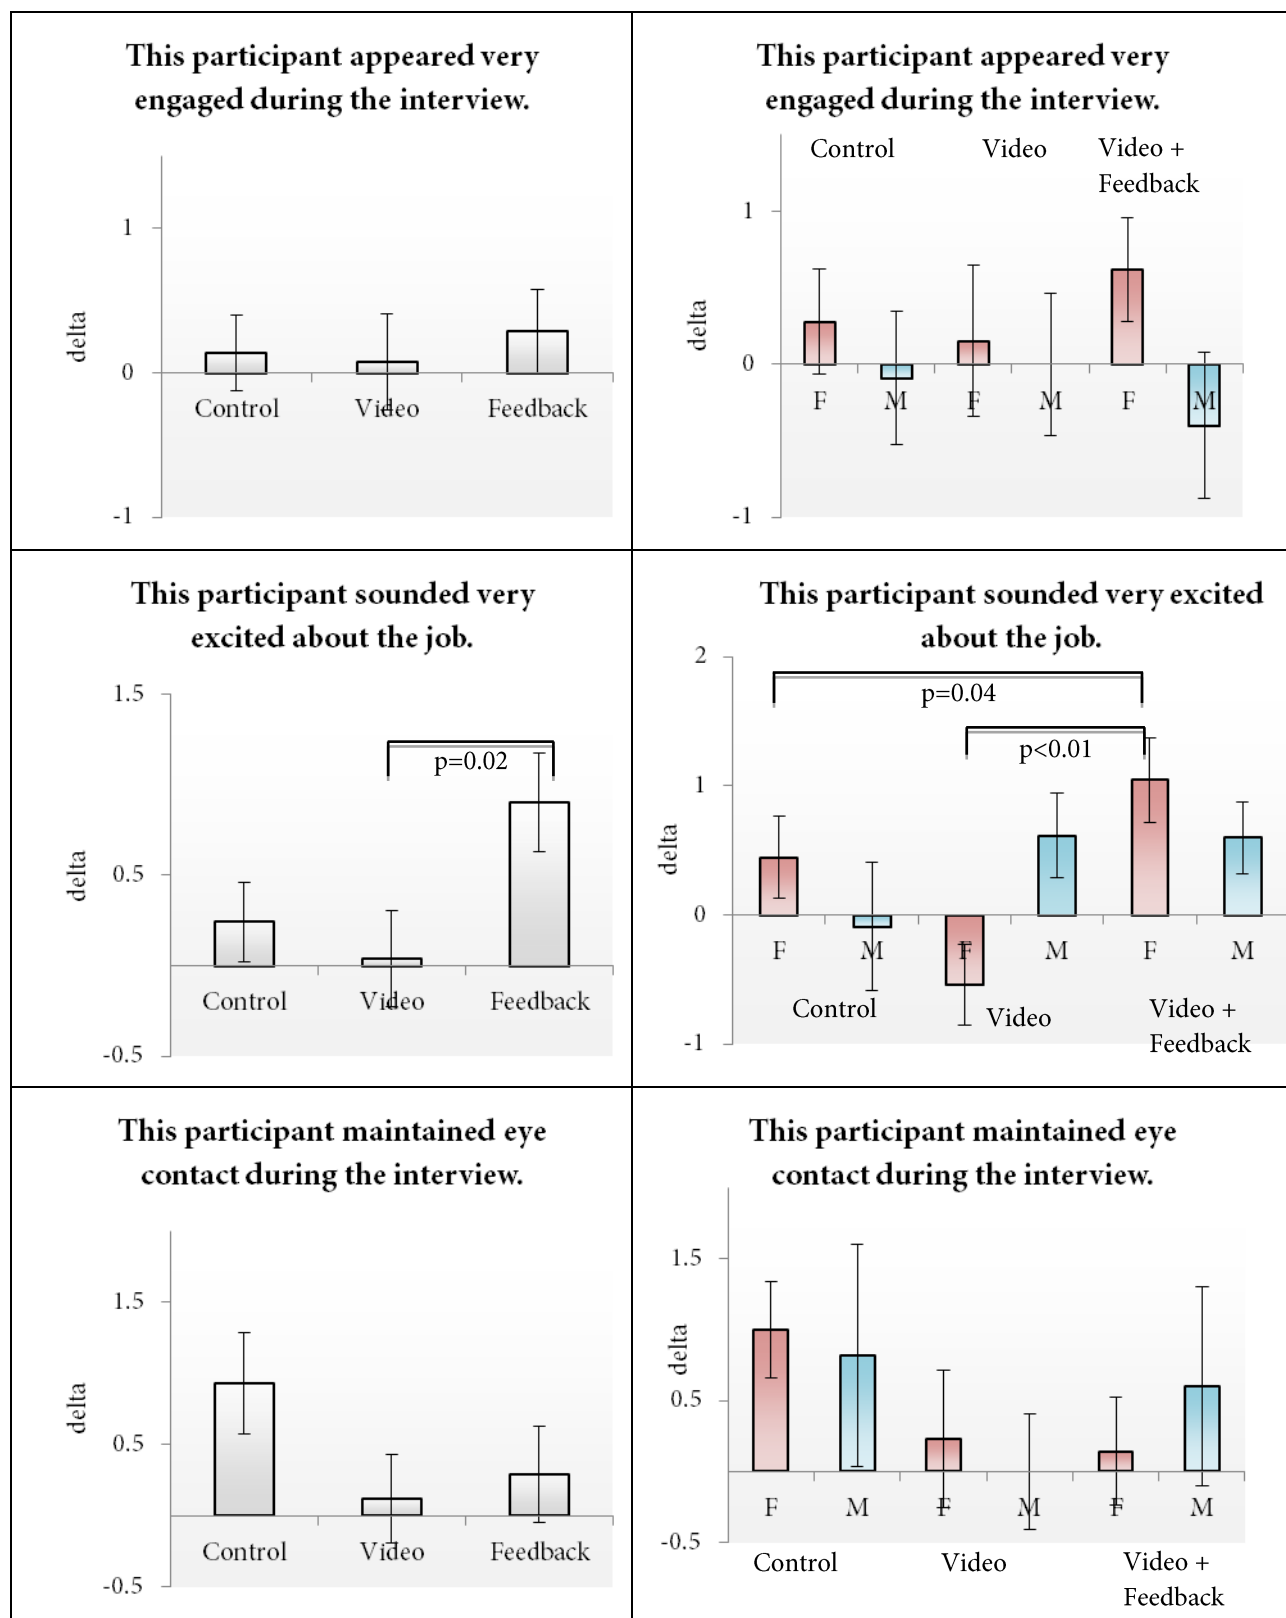 This participant appeared very
engaged during the interview.
1
delta
0
Control Video Feedback
-1
This participant appeared very
engaged during the interview.
Control Video Video +
Feedback
1
delta
0
F M F M F M
-1
This participant sounded very
excited about the job.
1.5
p=0.02
delta
0.5
Control Video Feedback
-0.5
This participant sounded very excited
about the job.
2
p=0.04
p<0.01
1
delta
0
F M F M F M
Control Video Video +
Feedback
-1
This participant maintained eye
contact during the interview.
1.5
delta
0.5
Control Video Feedback
-0.5
This participant maintained eye
contact during the interview.
1.5
delta
0.5
F M F M F M
-0.5
Control Video Video +
Feedback